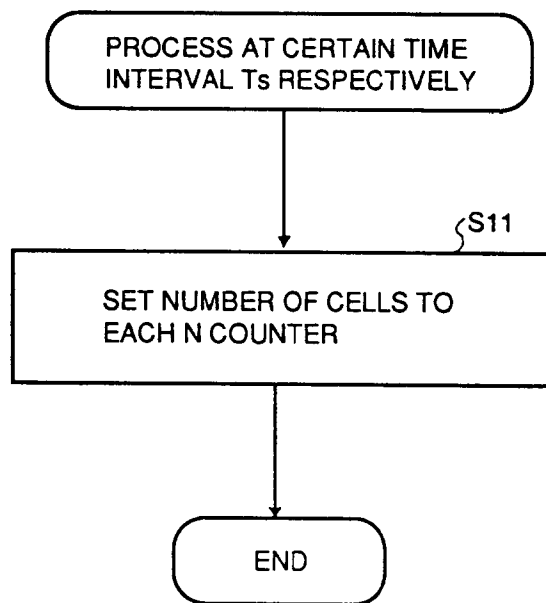 PROCESS AT CERTAIN TIME
INTERVAL Ts RESPECTIVELY
S11
SET NUMBER OF CELLS TO
EACH N COUNTER
END